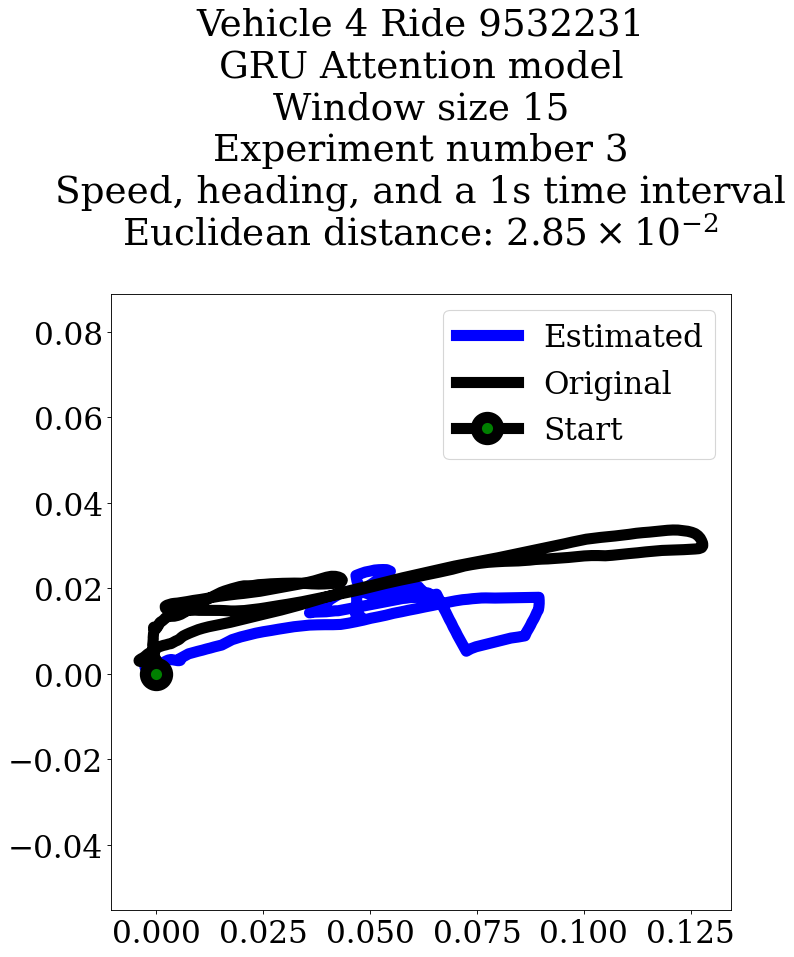 Vehicle 4 Ride 9532231
GRU Attention model
Window size 15
Experiment number 3
Speed, heading, and a 1s time interval
Euclidean distance: 2.85 × 10⁻²
Estimated
Original
Start
0.08
0.06
0.04
0.02
0.00
−0.02
−0.04
0.000 0.025 0.050 0.075 0.100 0.125